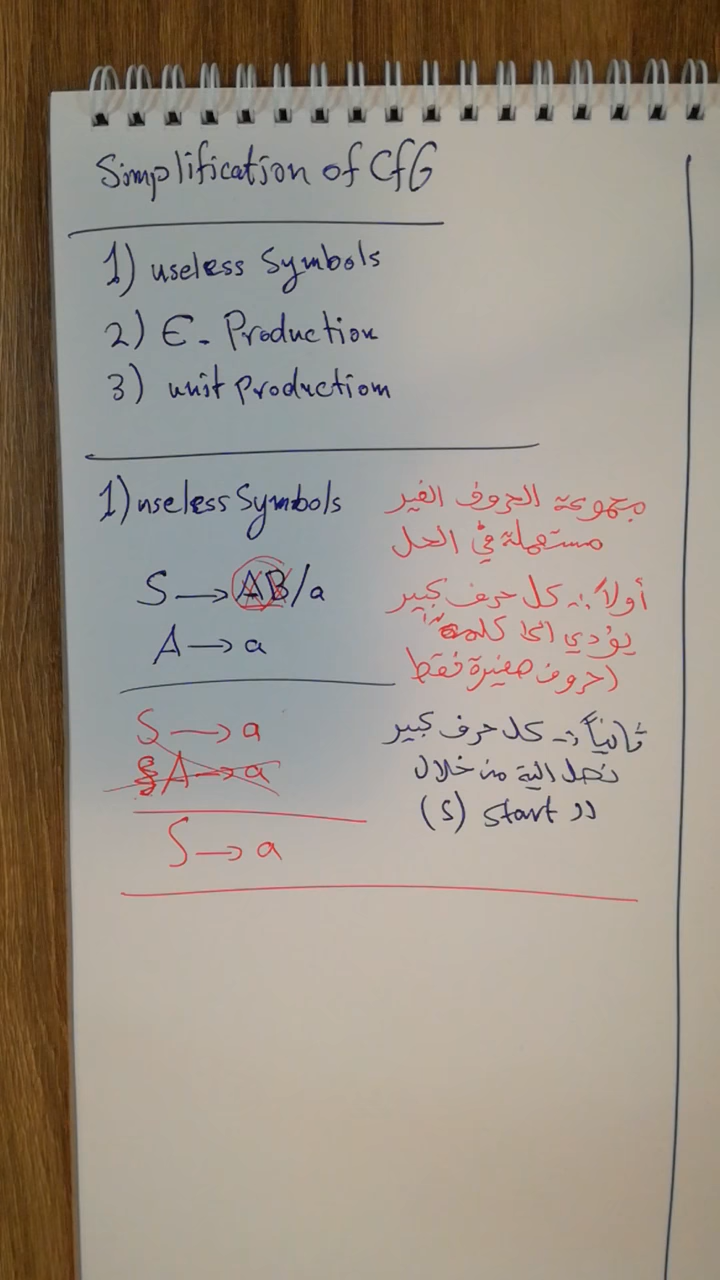 Simplification of CFG
1) useless Symbols
2) Є- Production
3) unit Production
1) useless Symbols
مجموعة الحروف الغير
مستعملة في الحل
S → AB/a
A → a
أولاً :- كل حرف كبير
يؤدي الى كلمة
(حروف صغيرة فقط)
S → a
A → a
S → a
ثانياً :- كل حرف كبير
نصل الية من خلال
(S) start در